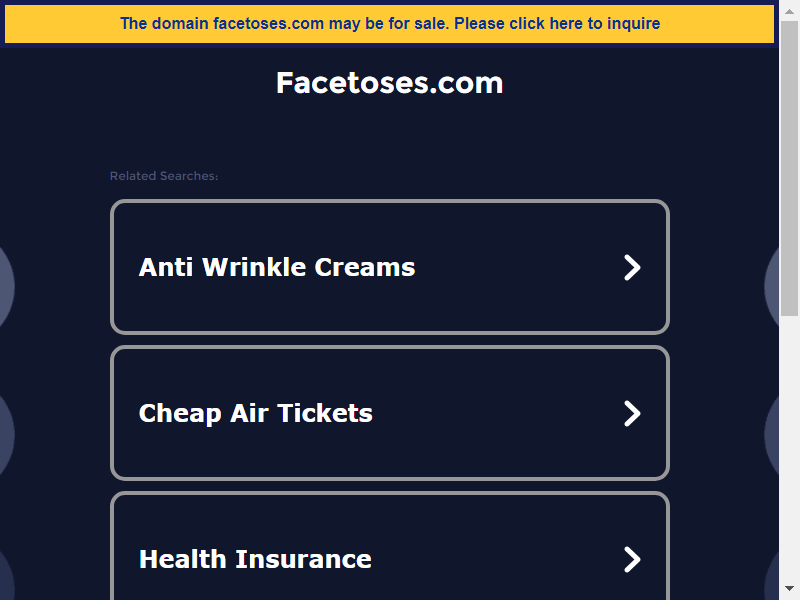 The domain facetoses.com may be for sale. Please click here to inquire
Facetoses.com
Related Searches:
Anti Wrinkle Creams
Cheap Air Tickets
Health Insurance